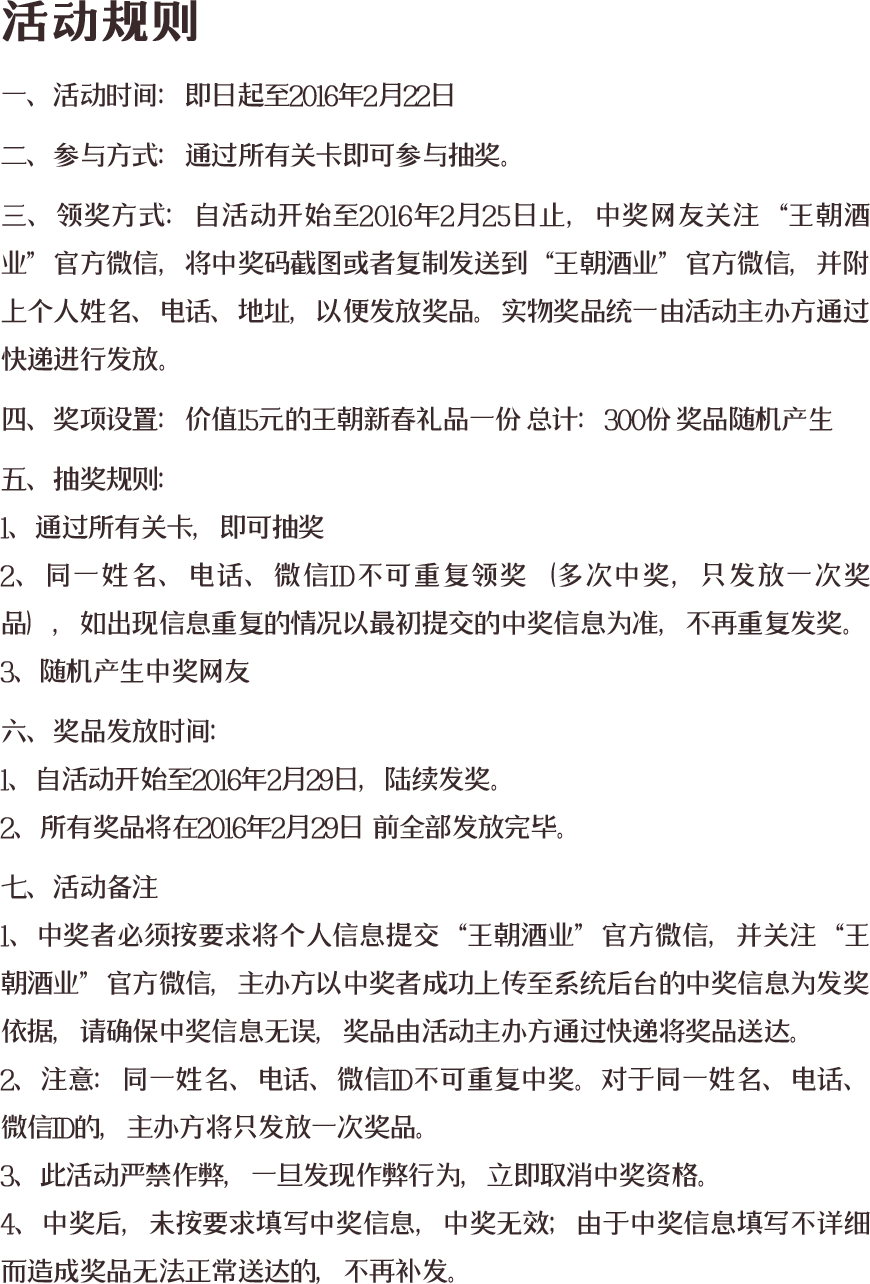 活动规则
一、活动时间：即日起至2016年2月22日
二、参与方式：通过所有关卡即可参与抽奖。
三、领奖方式：自活动开始至2016年2月25日止，中奖网友关注“王朝酒
业”官方微信，将中奖码截图或者复制发送到“王朝酒业”官方微信，并附
上个人姓名、电话、地址，以便发放奖品。实物奖品统一由活动主办方通过
快递进行发放。
四、奖项设置：价值15元的王朝新春礼品一份 总计：300份 奖品随机产生
五、抽奖规则：
1、通过所有关卡，即可抽奖
2、同一姓名、电话、微信ID不可重复领奖（多次中奖，只发放一次奖
品），如出现信息重复的情况以最初提交的中奖信息为准，不再重复发奖。
3、随机产生中奖网友
六、奖品发放时间：
1、自活动开始至2016年2月29日，陆续发奖。
2、所有奖品将在2016年2月29日 前全部发放完毕。
七、活动备注
1、中奖者必须按要求将个人信息提交“王朝酒业”官方微信，并关注“王
朝酒业”官方微信，主办方以中奖者成功上传至系统后台的中奖信息为发奖
依据，请确保中奖信息无误，奖品由活动主办方通过快递将奖品送达。
2、注意：同一姓名、电话、微信ID不可重复中奖。对于同一姓名、电话、
微信ID的，主办方将只发放一次奖品。
3、此活动严禁作弊，一旦发现作弊行为，立即取消中奖资格。
4、中奖后，未按要求填写中奖信息，中奖无效；由于中奖信息填写不详细
而造成奖品无法正常送达的，不再补发。